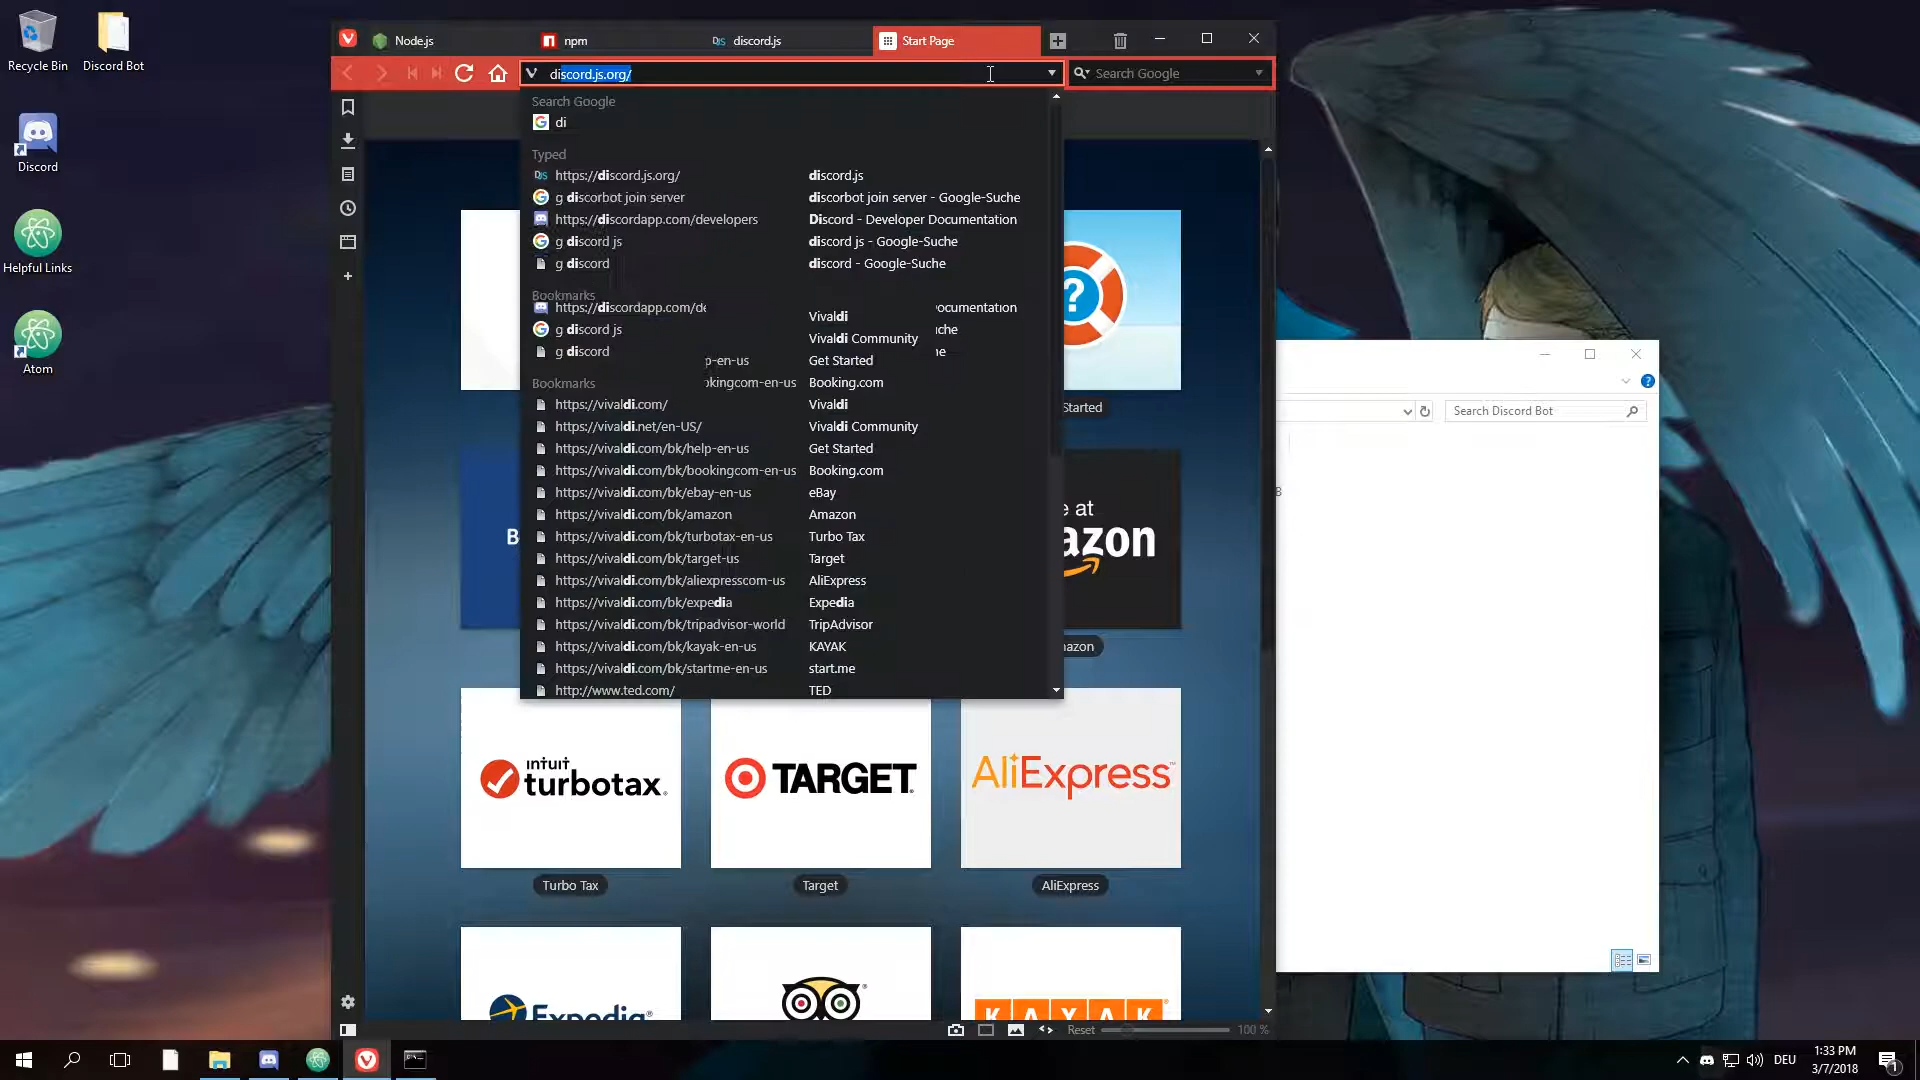 Recycle Bin
Discord Bot
Discord
Helpful Links
Atom
Node.js
npm
DJS discord.js
Start Page
discord.js.org/
Search Google
Search Google
di
Typed
https://discord.js.org/ discord.js
g discorbot join server discorbot join server - Google-Suche
https://discordapp.com/developers Discord - Developer Documentation
g discord js discord js - Google-Suche
g discord discord - Google-Suche
Bookmarks
https://discordapp.com/de ocumentation
Vivaldi
g discord js uche
Vivaldi Community
g discord he
p-en-us Get Started
okingcom-en-us Booking.com
Bookmarks
https://vivaldi.com/ Vivaldi
https://vivaldi.net/en-US/ Vivaldi Community
https://vivaldi.com/bk/help-en-us Get Started
https://vivaldi.com/bk/bookingcom-en-us Booking.com
https://vivaldi.com/bk/ebay-en-us eBay
https://vivaldi.com/bk/amazon Amazon
https://vivaldi.com/bk/turbotax-en-us Turbo Tax
https://vivaldi.com/bk/target-us Target
https://vivaldi.com/bk/aliexpresscom-us AliExpress
https://vivaldi.com/bk/expedia Expedia
https://vivaldi.com/bk/tripadvisor-world TripAdvisor
https://vivaldi.com/bk/kayak-en-us KAYAK
https://vivaldi.com/bk/startme-en-us start.me
http://www.ted.com/ TED
?
Started
B
e at
azon
azon
intuit
turbotax.
TARGET
AliExpress
Turbo Tax
Target
AliExpress
Expedia
KAYAK
Reset
100 %
Search Discord Bot
B
DEU
1:33 PM
3/7/2018
1